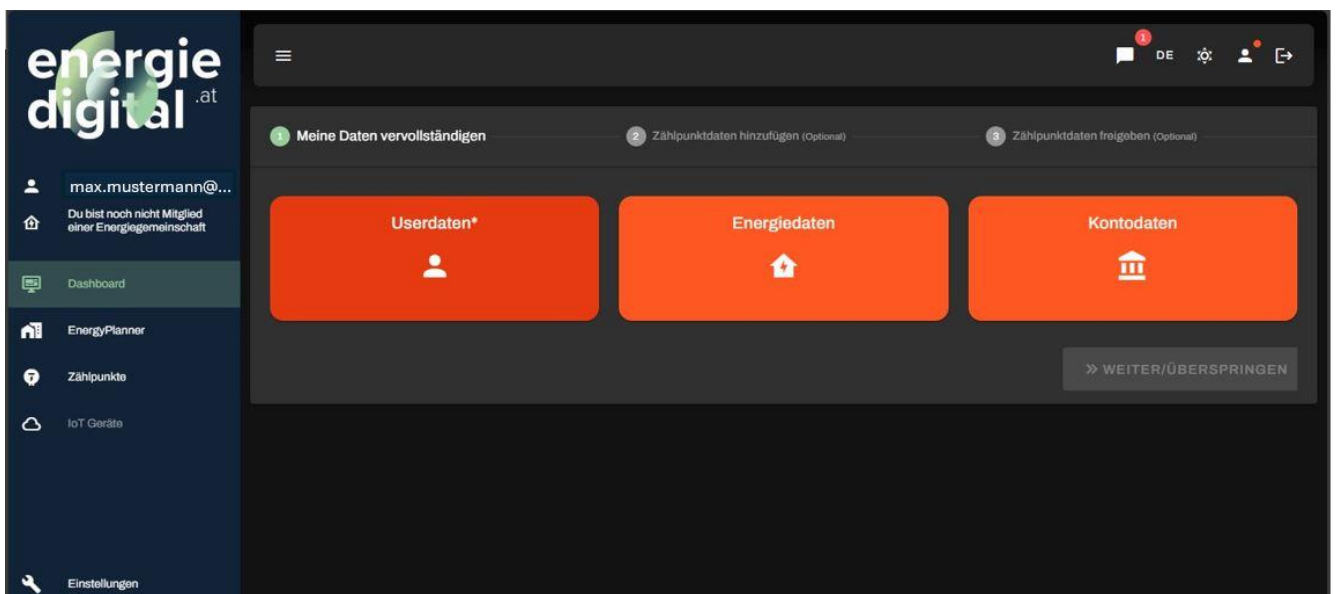 energie
digital
.at
max.mustermann@...
Du bist noch nicht Mitglied
einer Energiegemeinschaft
Dashboard
EnergyPlanner
Zählpunkte
IoT Geräte
Einstellungen
1
DE
1 Meine Daten vervollständigen
2 Zählpunktdaten hinzufügen (Optional)
3 Zählpunktdaten freigeben (Optional)
Userdaten*
Energiedaten
Kontodaten
WEITER/ÜBERSPRINGEN